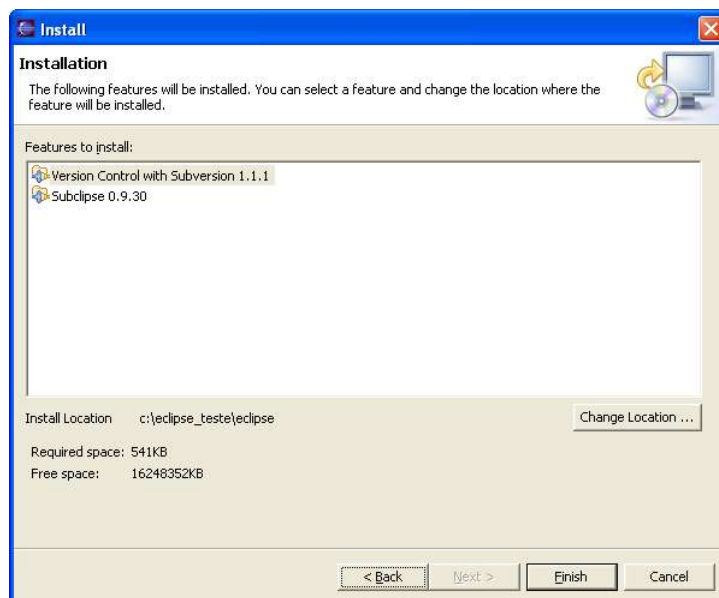 Install
Installation
The following features will be installed. You can select a feature and change the location where the
feature will be installed.
Features to install:
Version Control with Subversion 1.1.1
Subclipse 0.9.30
Install Location c:\eclipse_teste\eclipse
Change Location ...
Required space: 541KB
Free space: 16248352KB
< Back Next > Finish Cancel